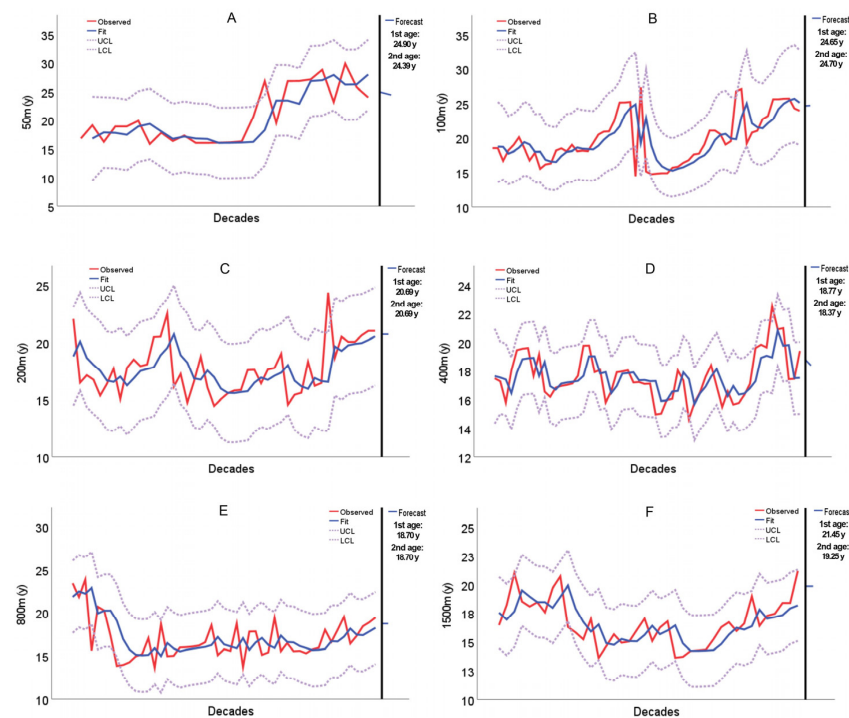 A
Observed
Fit
UCL
LCL
Forecast
1st age:
24.90 y
2nd age:
24.39 y
35
30
25
20
15
10
5
50m (y)
Decades
B
Observed
Fit
UCL
LCL
Forecast
1st age:
24.65 y
2nd age:
24.70 y
35
30
25
20
15
10
100m (y)
Decades
C
Observed
Fit
UCL
LCL
Forecast
1st age:
20.69 y
2nd age:
20.69 y
25
20
15
10
200m (y)
Decades
D
Observed
Fit
UCL
LCL
Forecast
1st age:
18.77 y
2nd age:
18.37 y
24
22
20
18
16
14
12
400m (y)
Decades
E
Observed
Fit
UCL
LCL
Forecast
1st age:
18.70 y
2nd age:
18.70 y
30
25
20
15
10
800m (y)
Decades
F
Observed
Fit
UCL
LCL
Forecast
1st age:
21.45 y
2nd age:
19.25 y
25
23
20
18
15
13
10
1500m (y)
Decades